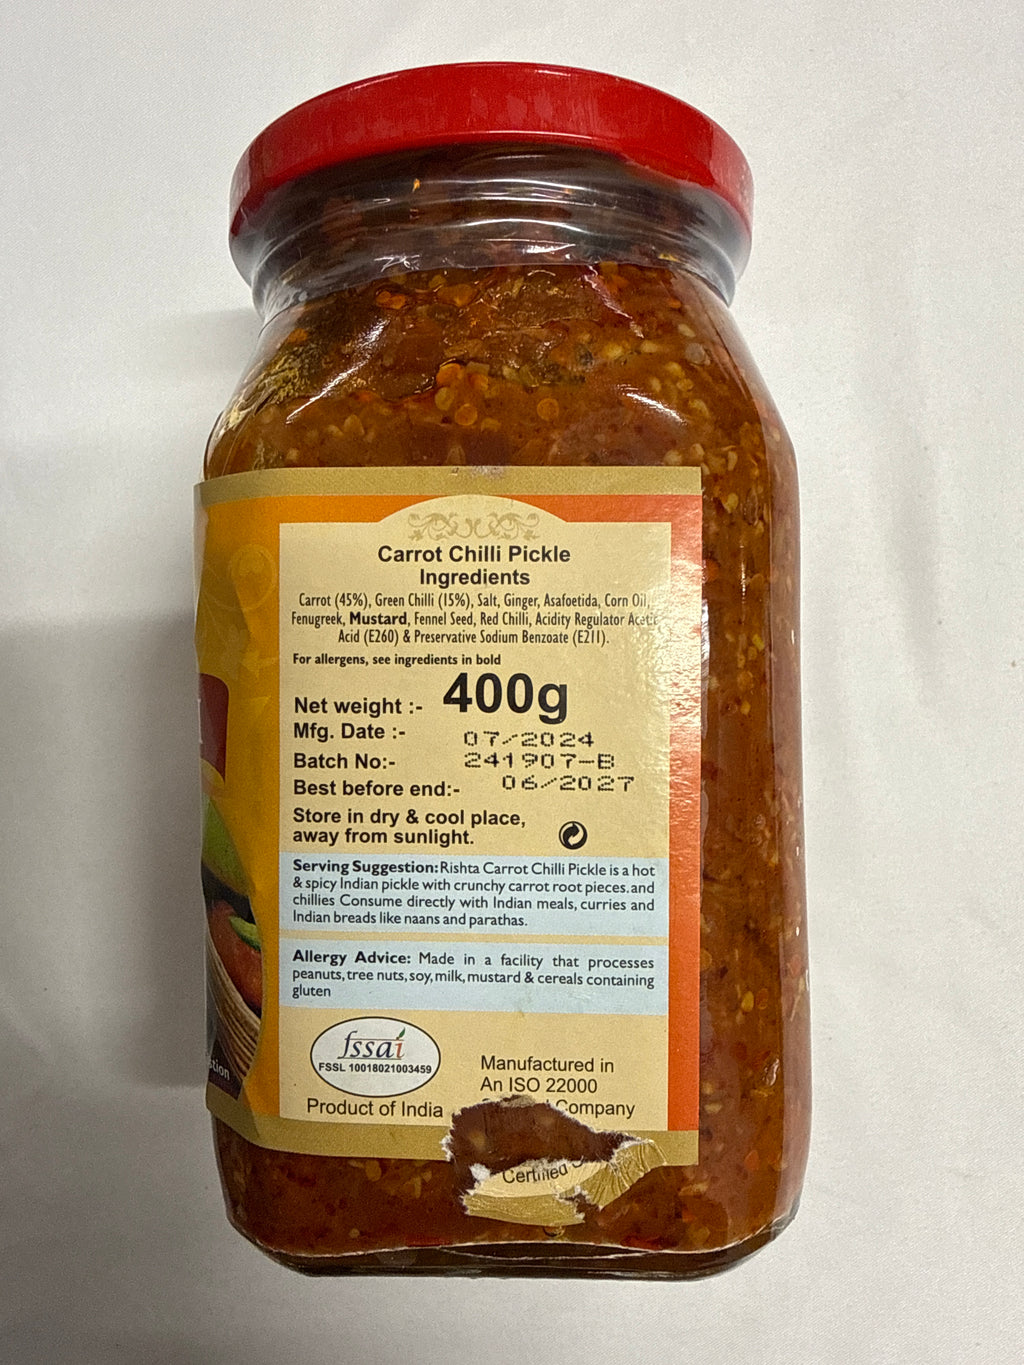 Carrot Chilli Pickle
Ingredients
Carrot (45%), Green Chilli (15%), Salt, Ginger, Asafoetida, Corn Oil,
Fenugreek, Mustard, Fennel Seed, Red Chilli, Acidity Regulator Acetic
Acid (E260) & Preservative Sodium Benzoate (E211).
For allergens, see ingredients in bold
Net weight :- 400g
Mfg. Date :- 07/2024
Batch No:- 241907-B
Best before end:- 06/2027
Store in dry & cool place,
away from sunlight.
Serving Suggestion: Rishta Carrot Chilli Pickle is a hot
& spicy Indian pickle with crunchy carrot root pieces. and
chillies Consume directly with Indian meals, curries and
Indian breads like naans and parathas.
Allergy Advice: Made in a facility that processes
peanuts, tree nuts, soy, milk, mustard & cereals containing
gluten
fssai
FSSL 10018021003459
Product of India
Manufactured in
An ISO 22000
Company
Certified